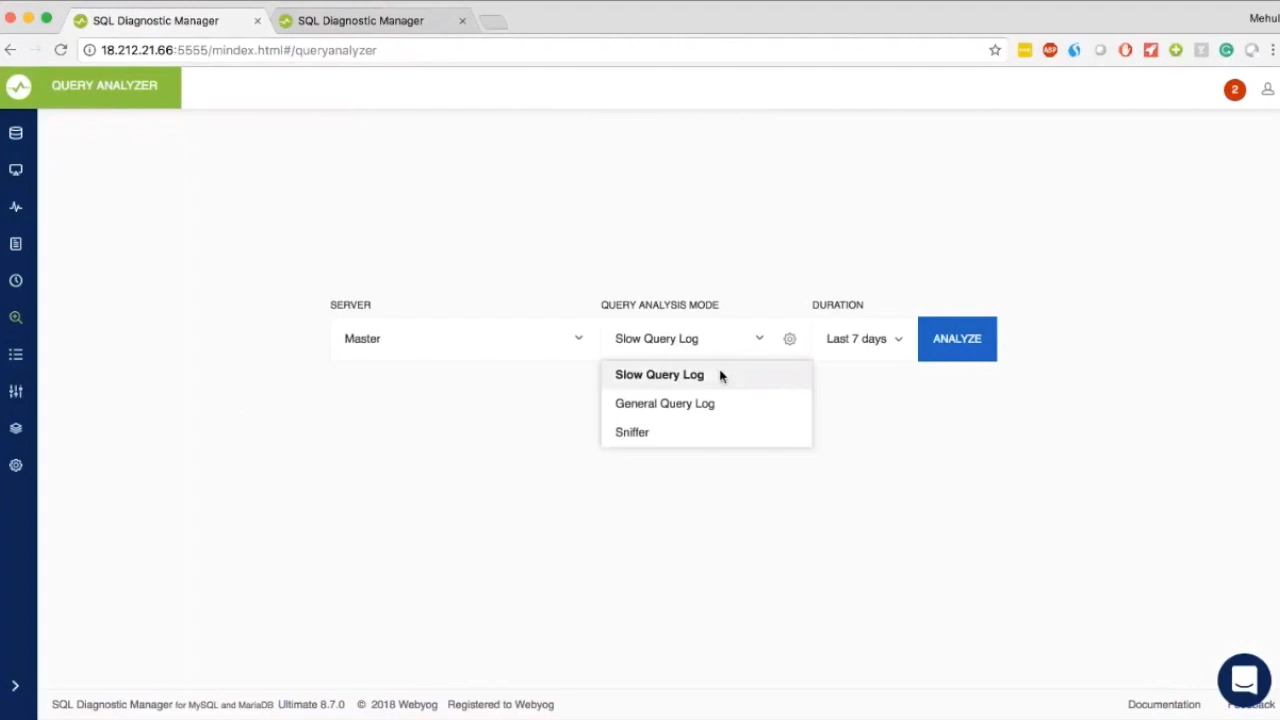 SQL Diagnostic Manager
SQL Diagnostic Manager
Mehul
18.212.21.66:5555/mindex.html#/queryanalyzer
ABP
QUERY ANALYZER
2
SERVER
QUERY ANALYSIS MODE
DURATION
Master
Slow Query Log
Last 7 days
ANALYZE
Slow Query Log
General Query Log
Sniffer
SQL Diagnostic Manager for MySQL and MariaDB Ultimate 8.7.0 © 2018 Webyog Registered to Webyog
Documentation